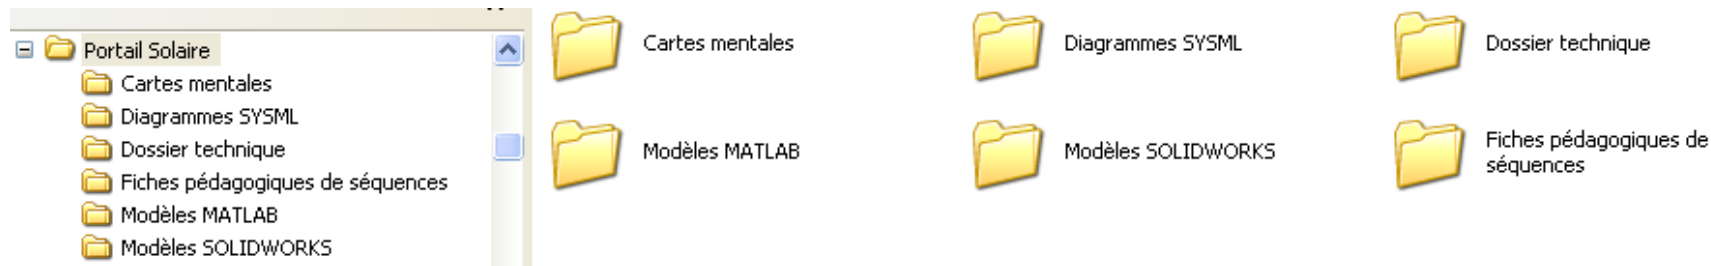 Portail Solaire
Cartes mentales
Diagrammes SYSML
Dossier technique
Fiches pédagogiques de séquences
Modèles MATLAB
Modèles SOLIDWORKS
Cartes mentales
Diagrammes SYSML
Dossier technique
Modèles MATLAB
Modèles SOLIDWORKS
Fiches pédagogiques de
séquences